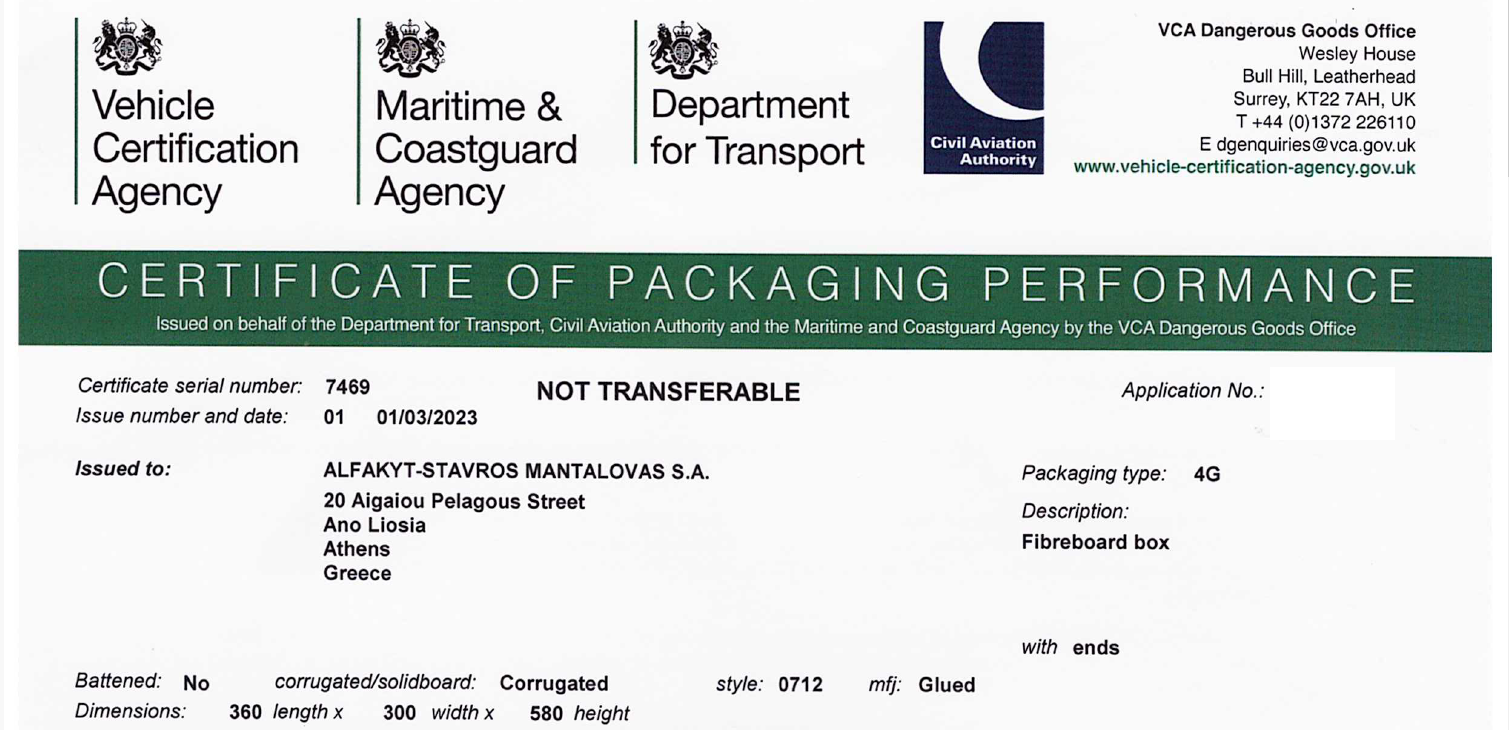 Vehicle
Certification
Agency
Maritime &
Coastguard
Agency
Department
for Transport
Civil Aviation
Authority
VCA Dangerous Goods Office
Wesley House
Bull Hill, Leatherhead
Surrey, KT22 7AH, UK
T +44 (0)1372 226110
E dgenquiries@vca.gov.uk
www.vehicle-certification-agency.gov.uk
CERTIFICATE OF PACKAGING PERFORMANCE
Issued on behalf of the Department for Transport, Civil Aviation Authority and the Maritime and Coastguard Agency by the VCA Dangerous Goods Office
Certificate serial number: 7469 NOT TRANSFERABLE Application No.:
Issue number and date: 01 01/03/2023
Issued to: ALFAKYT-STAVROS MANTALOVAS S.A. Packaging type: 4G
20 Aigaiou Pelagous Street Description:
Ano Liosia
Athens Fibreboard box
Greece
with ends
Battened: No corrugated/solidboard: Corrugated style: 0712 mfj: Glued
Dimensions: 360 length x 300 width x 580 height